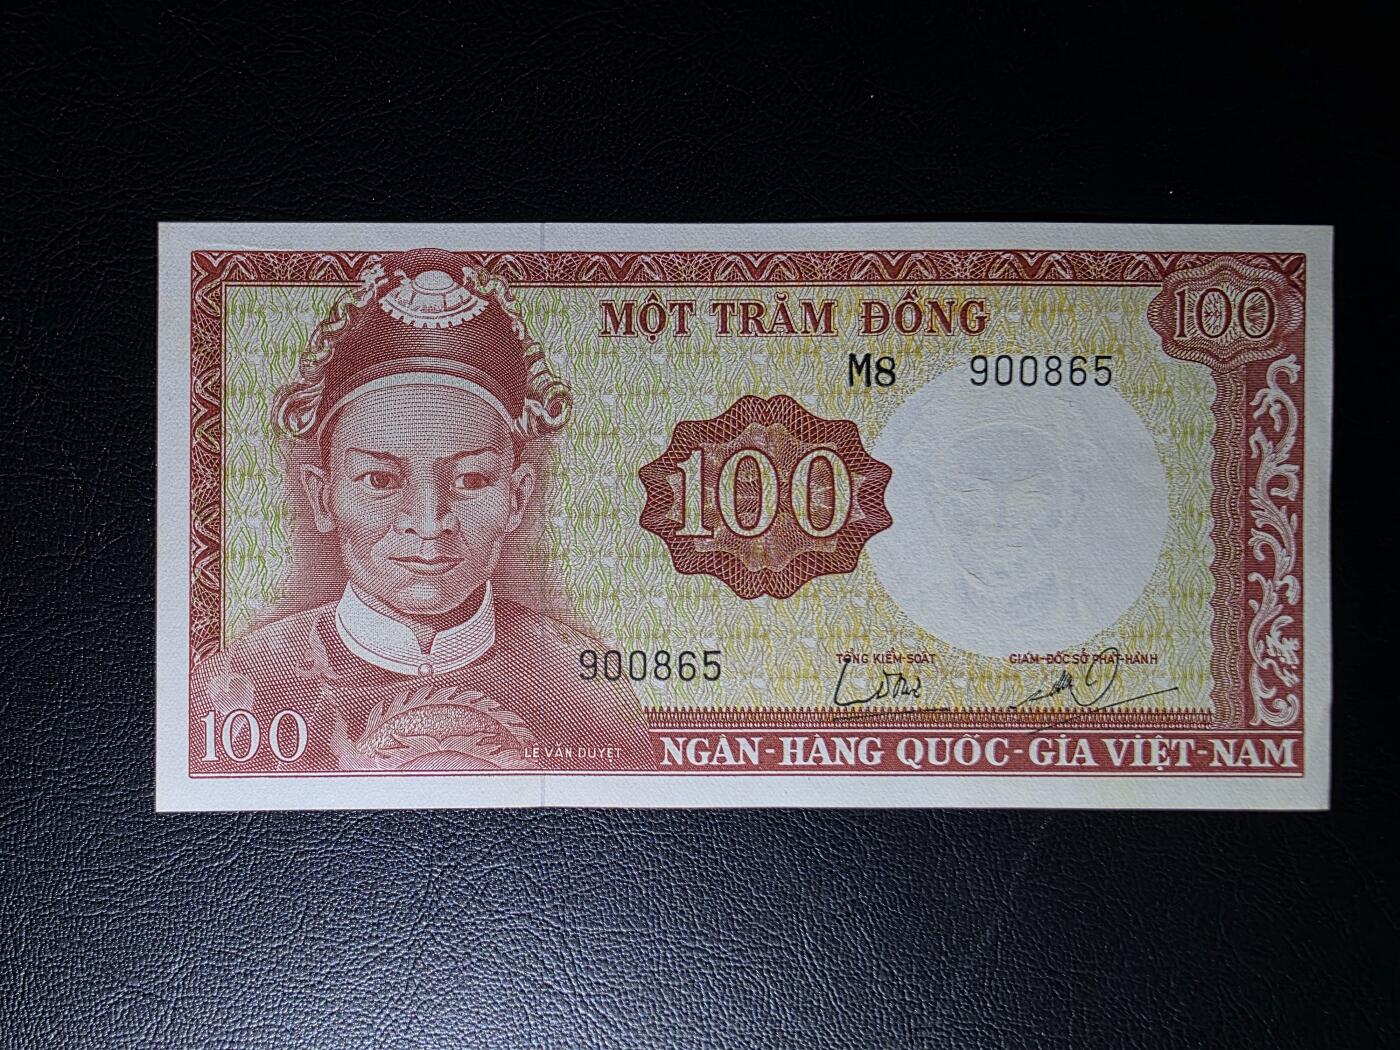 MỘT TRĂM ĐỒNG
100
M8 900865
100
900865
TỔNG KIỂM-SOÁT
GIÁM-ĐỐC SỞ PHÁT-HÀNH
100
LÊ VĂN DUYỆT
NGÂN-HÀNG QUỐC-GÍA VIỆT-NAM